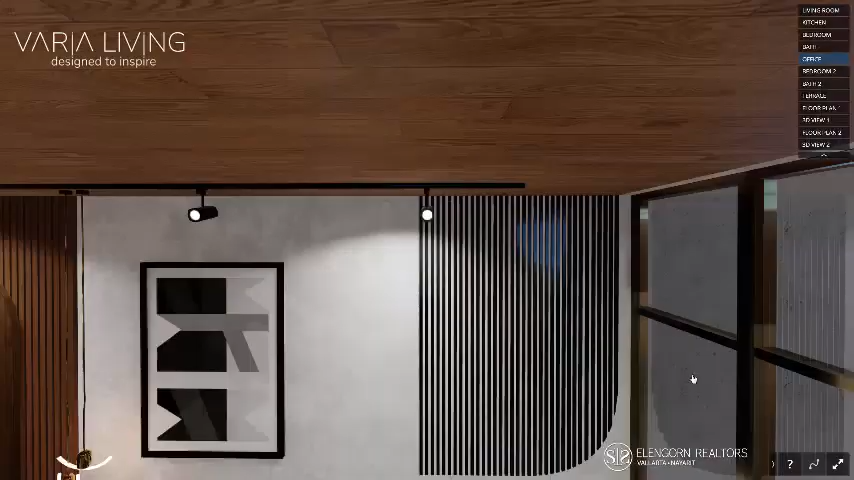 VARIA LIVING
designed to inspire
LIVING ROOM
KITCHEN
BEDROOM
BATH
OFFICE
BEDROOM 2
BATH 2
TERRACE
FLOOR PLAN 1
3D VIEW 1
FLOOR PLAN 2
3D VIEW 2
ELENGORN REALTORS
VALLARTA • NAYARIT
?